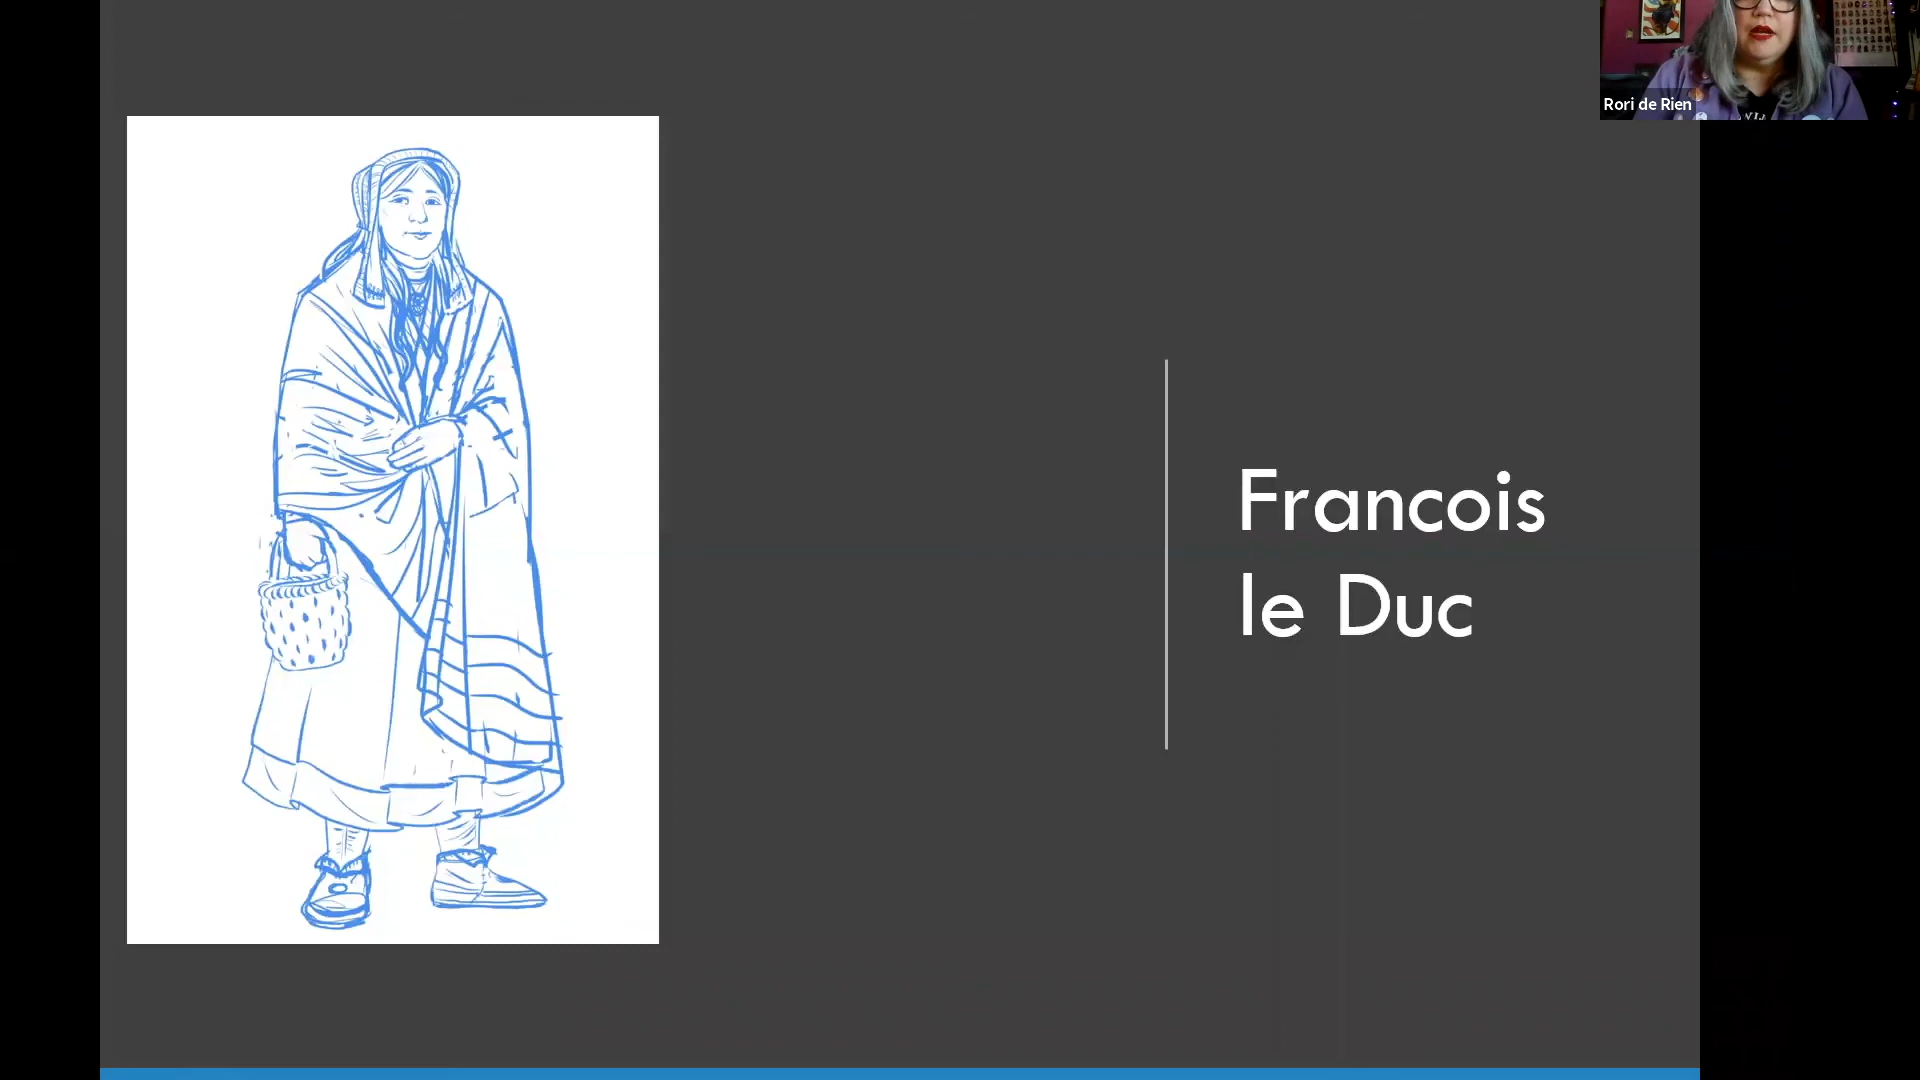 Rori de Rien
Francois
le Duc